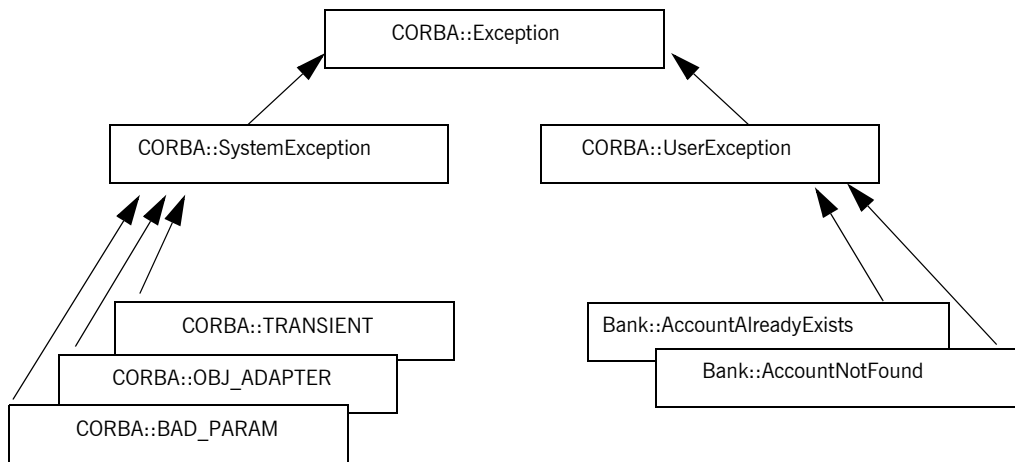 CORBA::Exception
CORBA::SystemException
CORBA::UserException
CORBA::TRANSIENT
Bank::AccountAlreadyExists
CORBA::OBJ_ADAPTER
Bank::AccountNotFound
CORBA::BAD_PARAM